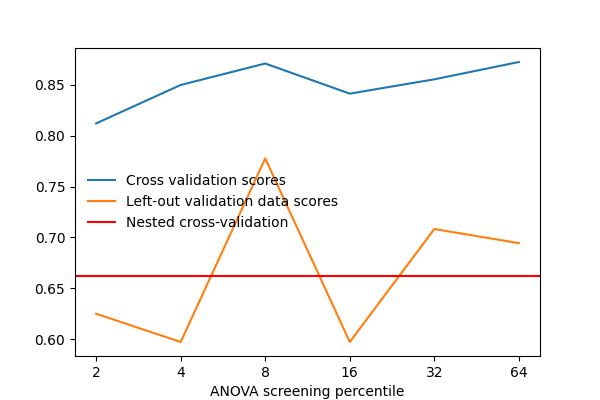 0.85
0.80
0.75
0.70
0.65
0.60
Cross validation scores
Left-out validation data scores
Nested cross-validation
2 4 8 16 32 64
ANOVA screening percentile